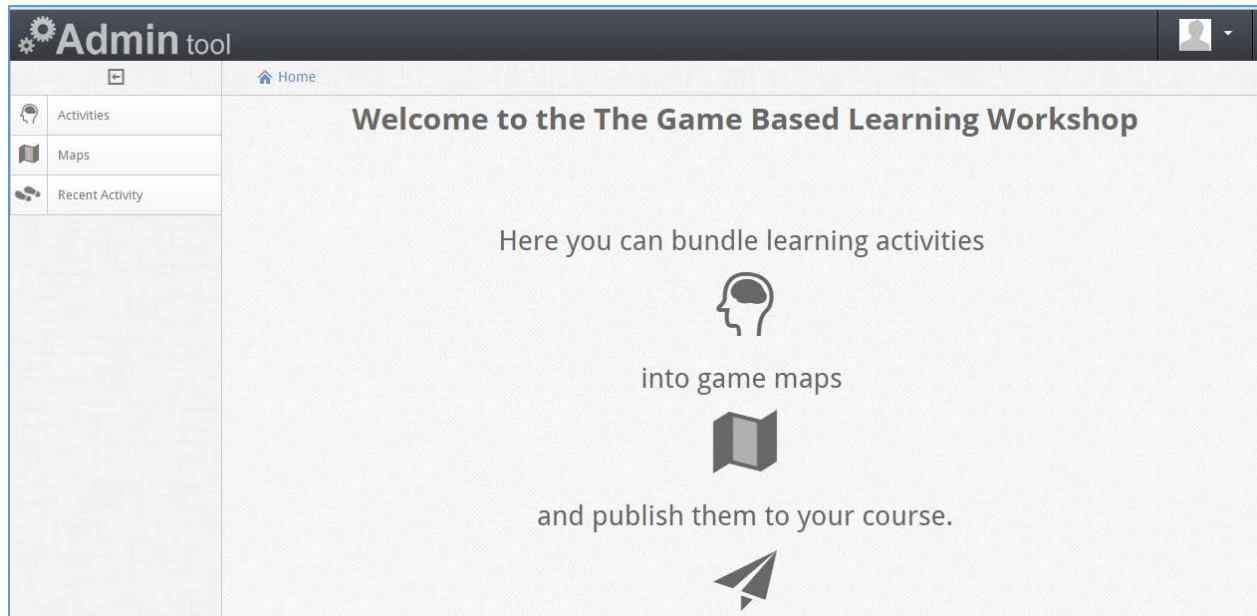 Admin tool
Home
Activities
Maps
Recent Activity
Welcome to the The Game Based Learning Workshop
Here you can bundle learning activities
into game maps
and publish them to your course.